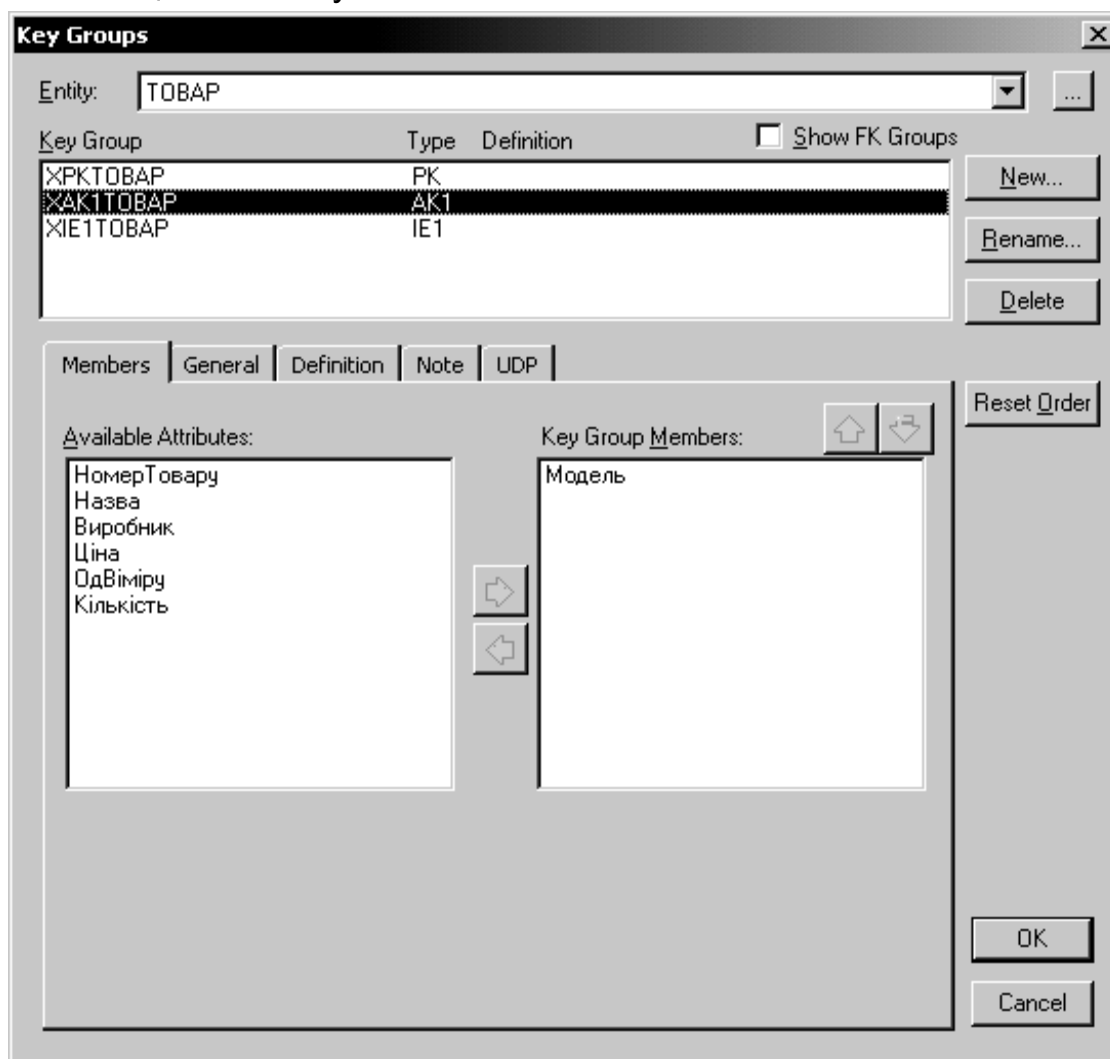 Key Groups
Entity: ТОВАР ...
Key Group Type Definition Show FK Groups
XPKТОВАР PK
XAK1ТОВАР AK1
XIE1ТОВАР IE1
New...
Rename...
Delete
Members General Definition Note UDP
Reset Order
Available Attributes: Key Group Members:
НомерТовару Модель
Назва
Виробник
Ціна
ОдВіміру
Кількість
OK
Cancel